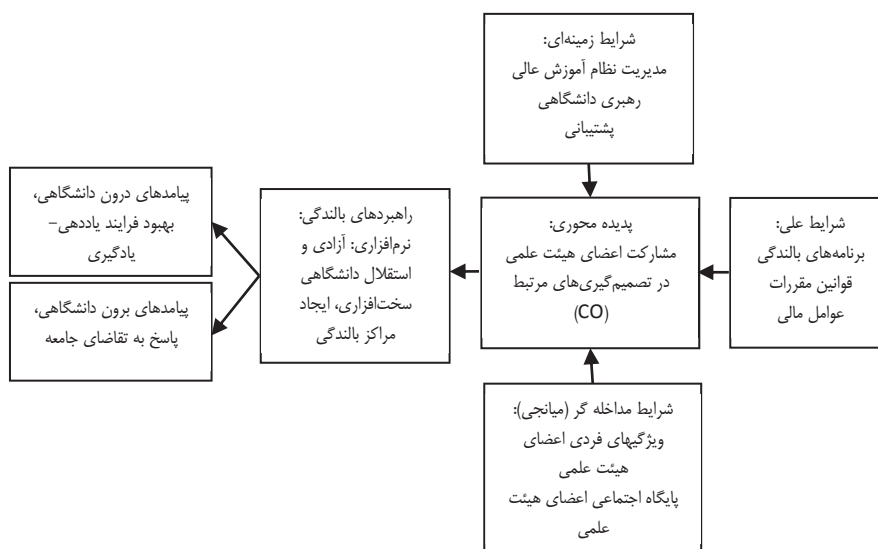 شرایط زمینه‌ای:
مدیریت نظام آموزش عالی
رهبری دانشگاهی
پشتیبانی
شرایط علی:
برنامه‌های بالندگی
قوانین مقررات
عوامل مالی
پدیده محوری:
مشارکت اعضای هیئت علمی
در تصمیم‌گیری‌های مرتبط
(CO)
راهبردهای بالندگی:
نرم‌افزاری: آزادی و
استقلال دانشگاهی
سخت‌افزاری، ایجاد
مراکز بالندگی
پیامدهای درون دانشگاهی،
بهبود فرایند یاددهی–
یادگیری
پیامدهای برون دانشگاهی،
پاسخ به تقاضای جامعه
شرایط مداخله گر (میانجی):
ویژگیهای فردی اعضای
هیئت علمی
پایگاه اجتماعی اعضای هیئت
علمی